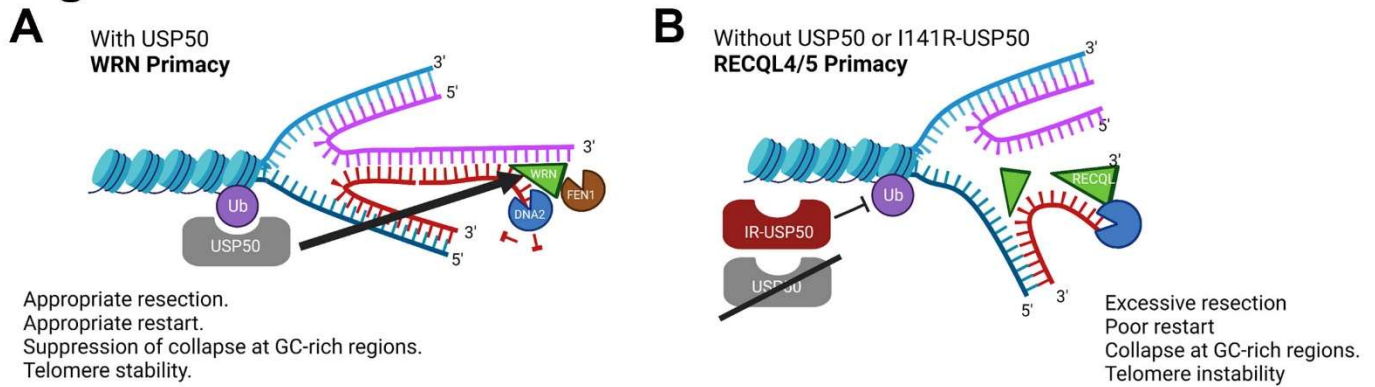 A
With USP50
WRN Primacy
3'
5'
3'
WRN
FEN1
DNA2
Ub
USP50
3'
5'
Appropriate resection.
Appropriate restart.
Suppression of collapse at GC-rich regions.
Telomere stability.
B
Without USP50 or I141R-USP50
RECQL4/5 Primacy
3'
5'
3'
RECQL
Ub
IR-USP50
USP50
5'
3'
Excessive resection
Poor restart
Collapse at GC-rich regions.
Telomere instability